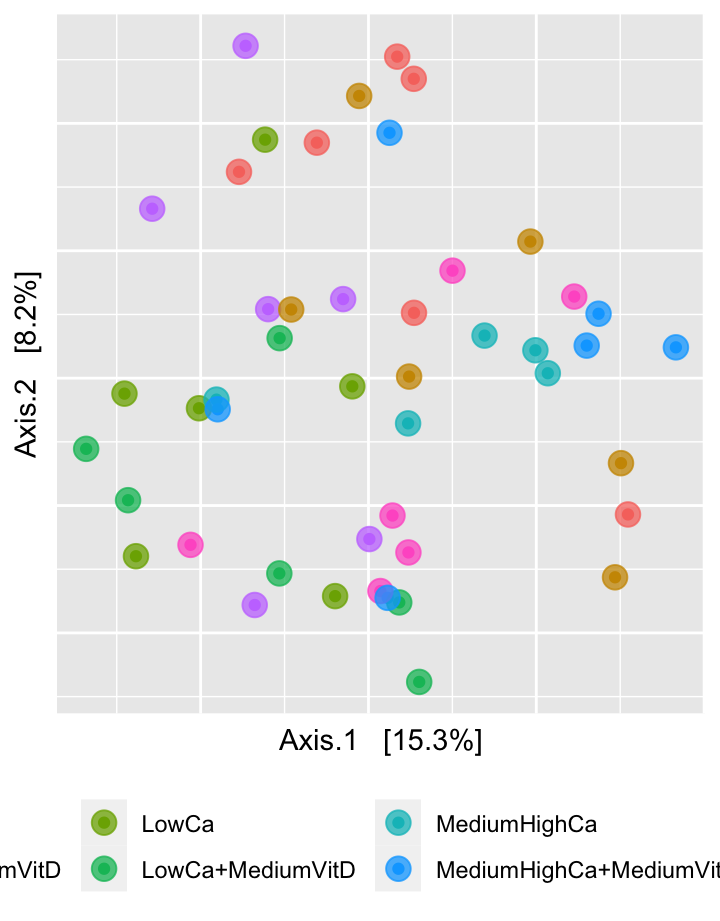 Axis.2   [8.2%]
Axis.1   [15.3%]
LowCa
MediumHighCa
mVitD
LowCa+MediumVitD
MediumHighCa+MediumVit